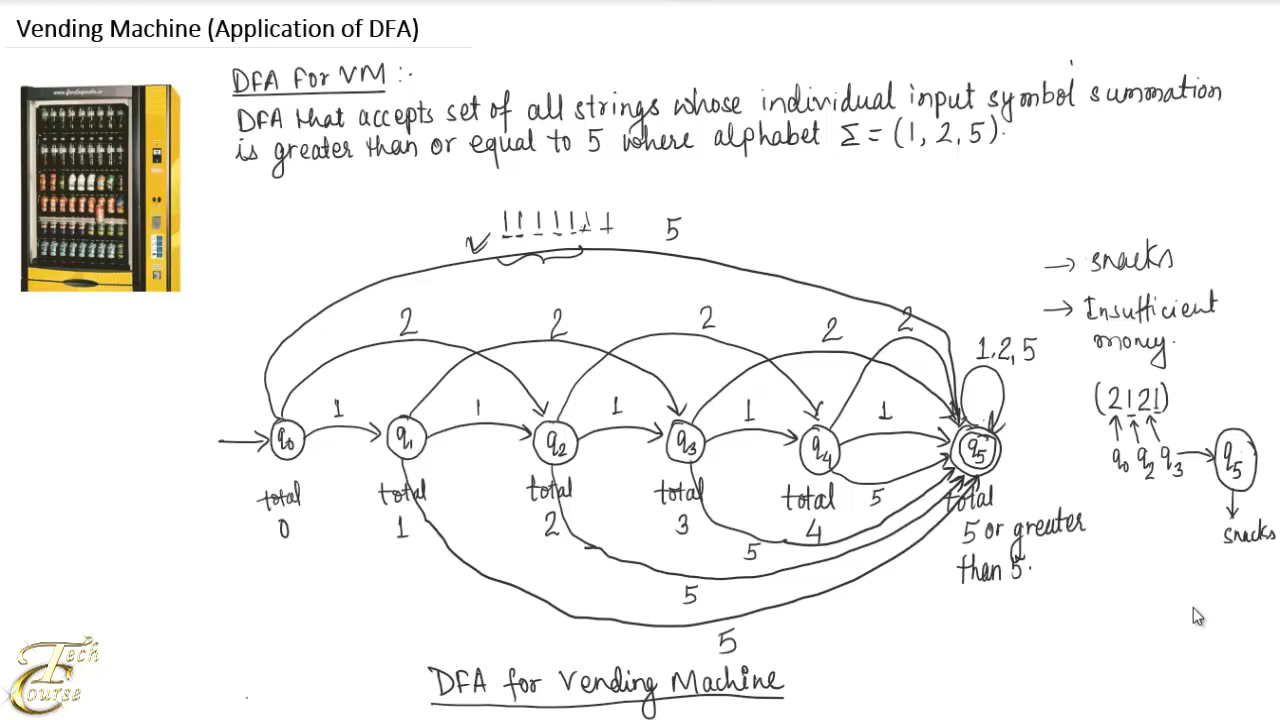 Vending Machine (Application of DFA)
DFA For VM :-
DFA that accepts set of all strings whose individual input symbol summation
is greater than or equal to 5 where alphabet Σ = (1, 2, 5).
5
→ snacks
→ Insufficient
money.
2 2 2 2 2
1, 2, 5
(2121)
1 1 1 1 1
q0 q1 q2 q3 q4 q5
q0 q2 q3 → q5
5
total total total total total total
0 1 2 3 4 5 or greater
than 5.
snacks
5
5
5
DFA for Vending Machine
Tech
Course